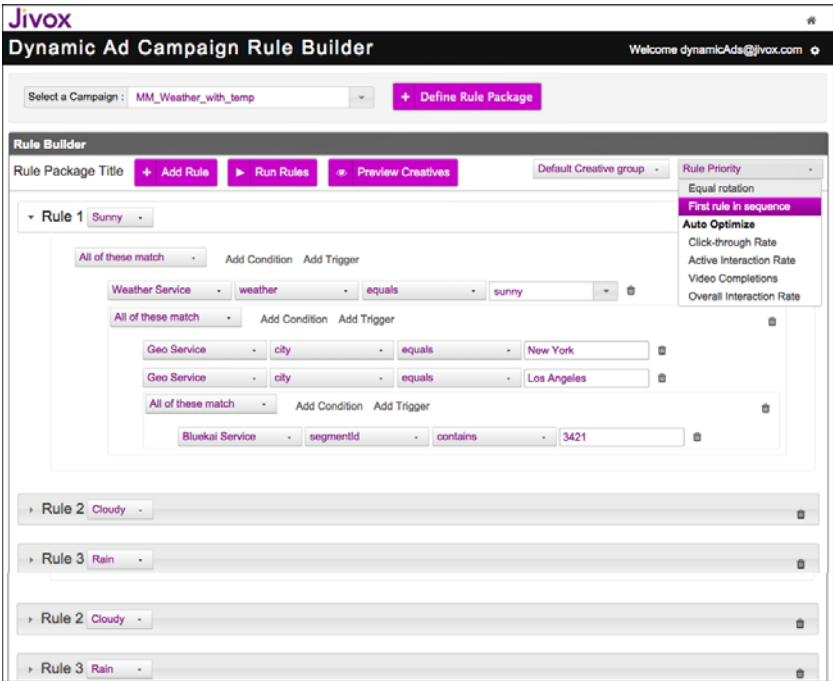 Jivox
Dynamic Ad Campaign Rule Builder Welcome dynamicAds@jivox.com
Select a Campaign : MM_Weather_with_temp + Define Rule Package
Rule Builder
Rule Package Title + Add Rule Run Rules Preview Creatives Default Creative group Rule Priority
Equal rotation
First rule in sequence
Auto Optimize
Click-through Rate
Active Interaction Rate
Video Completions
Overall Interaction Rate
Rule 1 Sunny
All of these match Add Condition Add Trigger
Weather Service weather equals sunny
All of these match Add Condition Add Trigger
Geo Service city equals New York
Geo Service city equals Los Angeles
All of these match Add Condition Add Trigger
Bluekai Service segmentId contains 3421
Rule 2 Cloudy
Rule 3 Rain
Rule 2 Cloudy
Rule 3 Rain